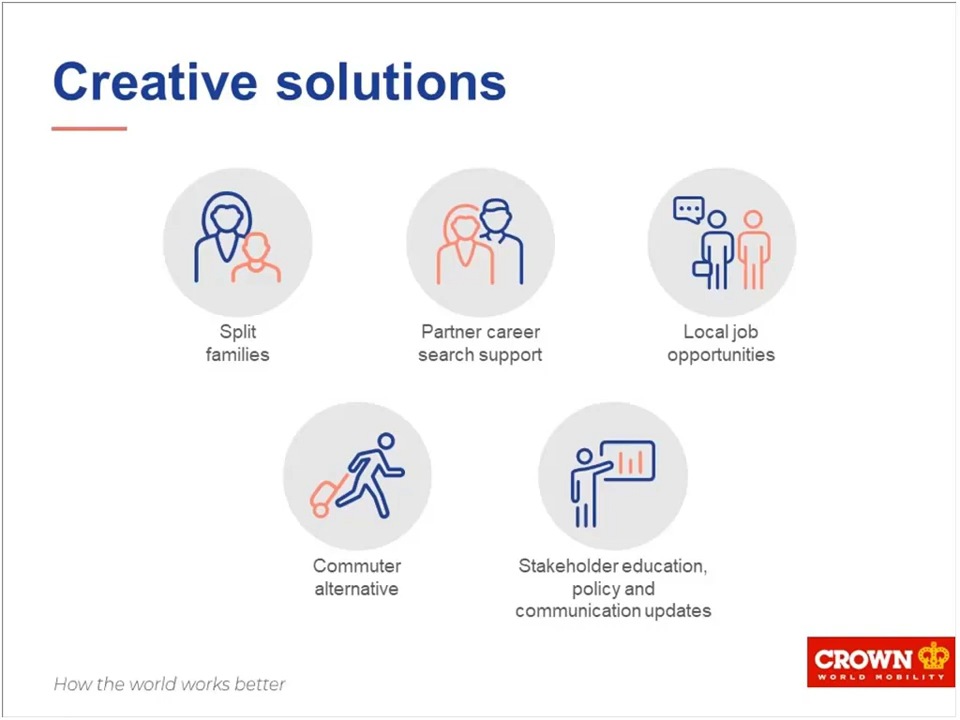 Creative solutions
Split
families
Partner career
search support
Local job
opportunities
Commuter
alternative
Stakeholder education,
policy and
communication updates
How the world works better
CROWN
WORLD MOBILITY